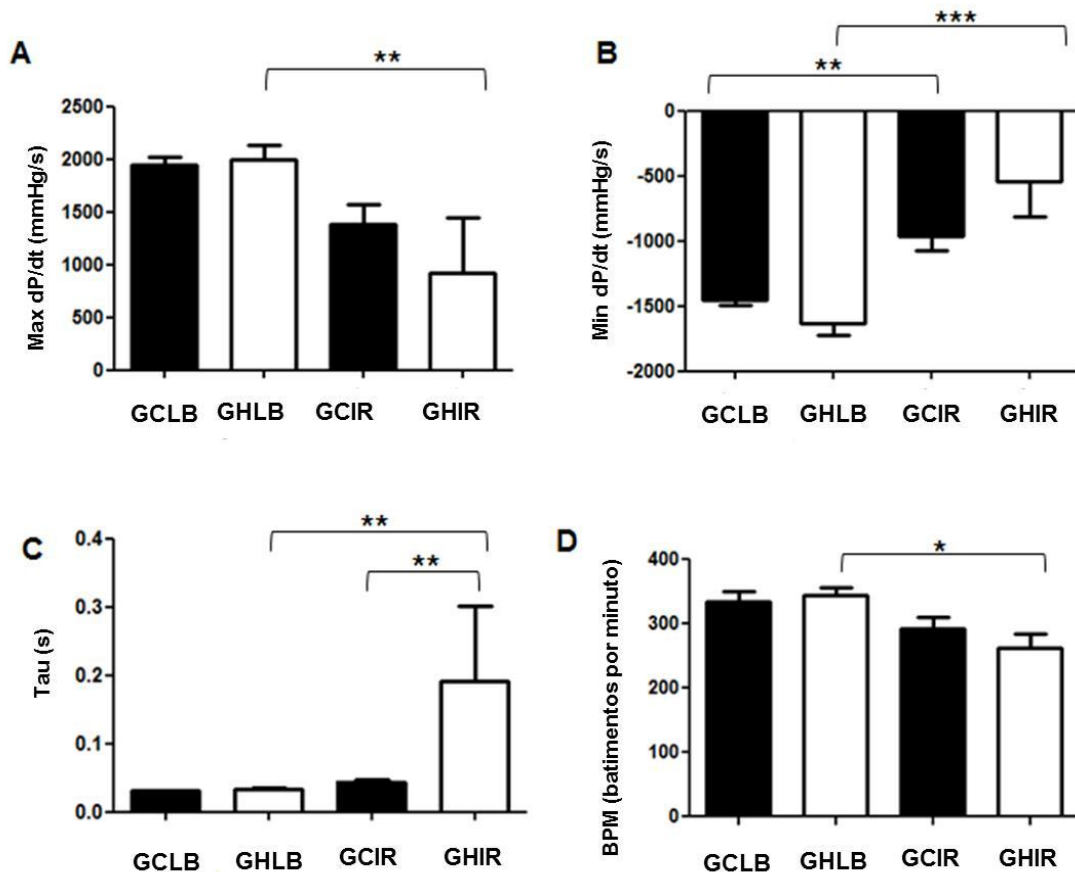 A
**
Max dP/dt (mmHg/s)
2500
2000
1500
1000
500
0
GCLB GHLB GCIR GHIR
B
***
**
Min dP/dt (mmHg/s)
0
-500
-1000
-1500
-2000
GCLB GHLB GCIR GHIR
C
**
**
Tau (s)
0.4
0.3
0.2
0.1
0.0
GCLB GHLB GCIR GHIR
D
*
BPM (batimentos por minuto)
400
300
200
100
0
GCLB GHLB GCIR GHIR